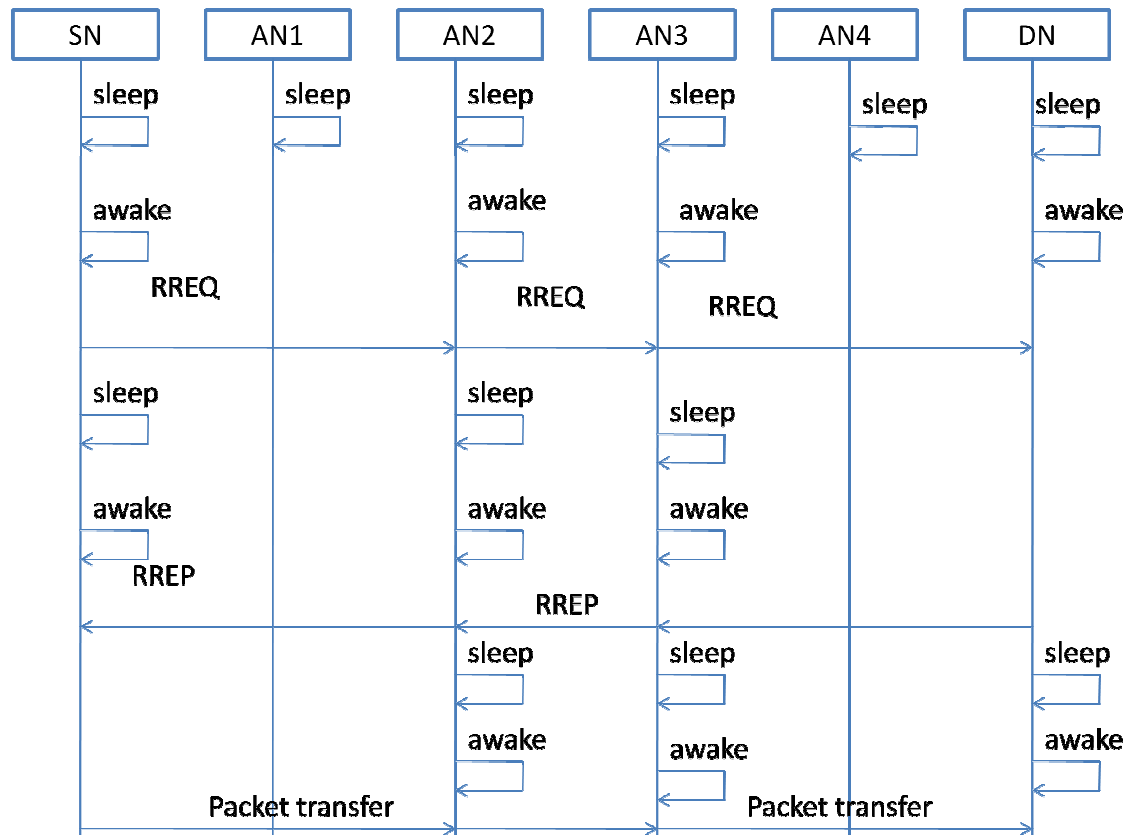 SN AN1 AN2 AN3 AN4 DN
sleep sleep sleep sleep sleep sleep
awake awake awake awake
RREQ RREQ RREQ
sleep sleep sleep
awake awake awake
RREP
RREP
sleep sleep sleep
awake awake awake
Packet transfer Packet transfer